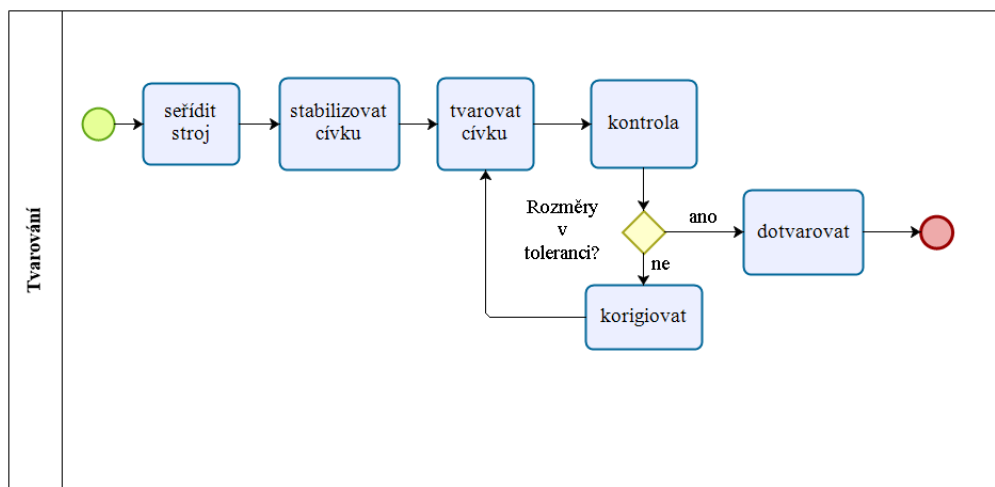 Tvarování
seřídit
stroj
stabilizovat
cívku
tvarovat
cívku
kontrola
Rozměry
v
toleranci?
ano
dotvarovat
ne
korigiovat